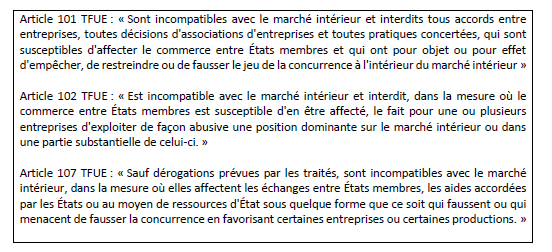 Article 101 TFUE : « Sont incompatibles avec le marché intérieur et interdits tous accords entre
entreprises, toutes décisions d'associations d'entreprises et toutes pratiques concertées, qui sont
susceptibles d'affecter le commerce entre États membres et qui ont pour objet ou pour effet
d'empêcher, de restreindre ou de fausser le jeu de la concurrence à l'intérieur du marché intérieur »
Article 102 TFUE : « Est incompatible avec le marché intérieur et interdit, dans la mesure où le
commerce entre États membres est susceptible d'en être affecté, le fait pour une ou plusieurs
entreprises d'exploiter de façon abusive une position dominante sur le marché intérieur ou dans
une partie substantielle de celui-ci. »
Article 107 TFUE : « Sauf dérogations prévues par les traités, sont incompatibles avec le marché
intérieur, dans la mesure où elles affectent les échanges entre États membres, les aides accordées
par les États ou au moyen de ressources d'État sous quelque forme que ce soit qui faussent ou qui
menacent de fausser la concurrence en favorisant certaines entreprises ou certaines productions. »